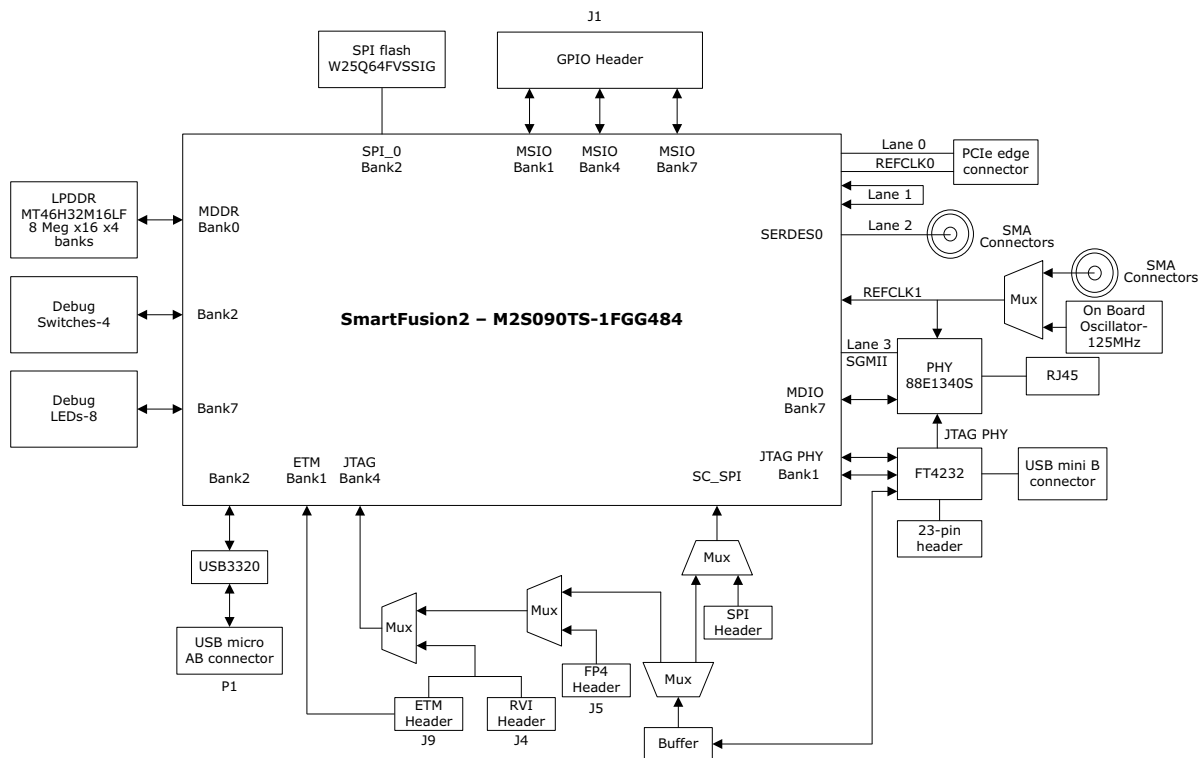 J1
SPI flash
W25Q64FVSSIG
GPIO Header
SPI_0
Bank2
MSIO
Bank1
MSIO
Bank4
MSIO
Bank7
Lane 0
REFCLK0
PCIe edge
connector
Lane 1
LPDDR
MT46H32M16LF
8 Meg x16 x4
banks
MDDR
Bank0
SERDES0
Lane 2
SMA
Connectors
SMA
Connectors
Debug
Switches-4
Bank2
SmartFusion2 – M2S090TS-1FGG484
REFCLK1
Mux
On Board
Oscillator-
125MHz
Lane 3
SGMII
PHY
88E1340S
RJ45
Debug
LEDs-8
Bank7
MDIO
Bank7
JTAG PHY
Bank2
ETM
Bank1
JTAG
Bank4
SC_SPI
JTAG PHY
Bank1
FT4232
USB mini B
connector
23-pin
header
USB3320
Mux
SPI
Header
Mux
Mux
USB micro
AB connector
P1
FP4
Header
J5
Mux
ETM
Header
J9
RVI
Header
J4
Buffer